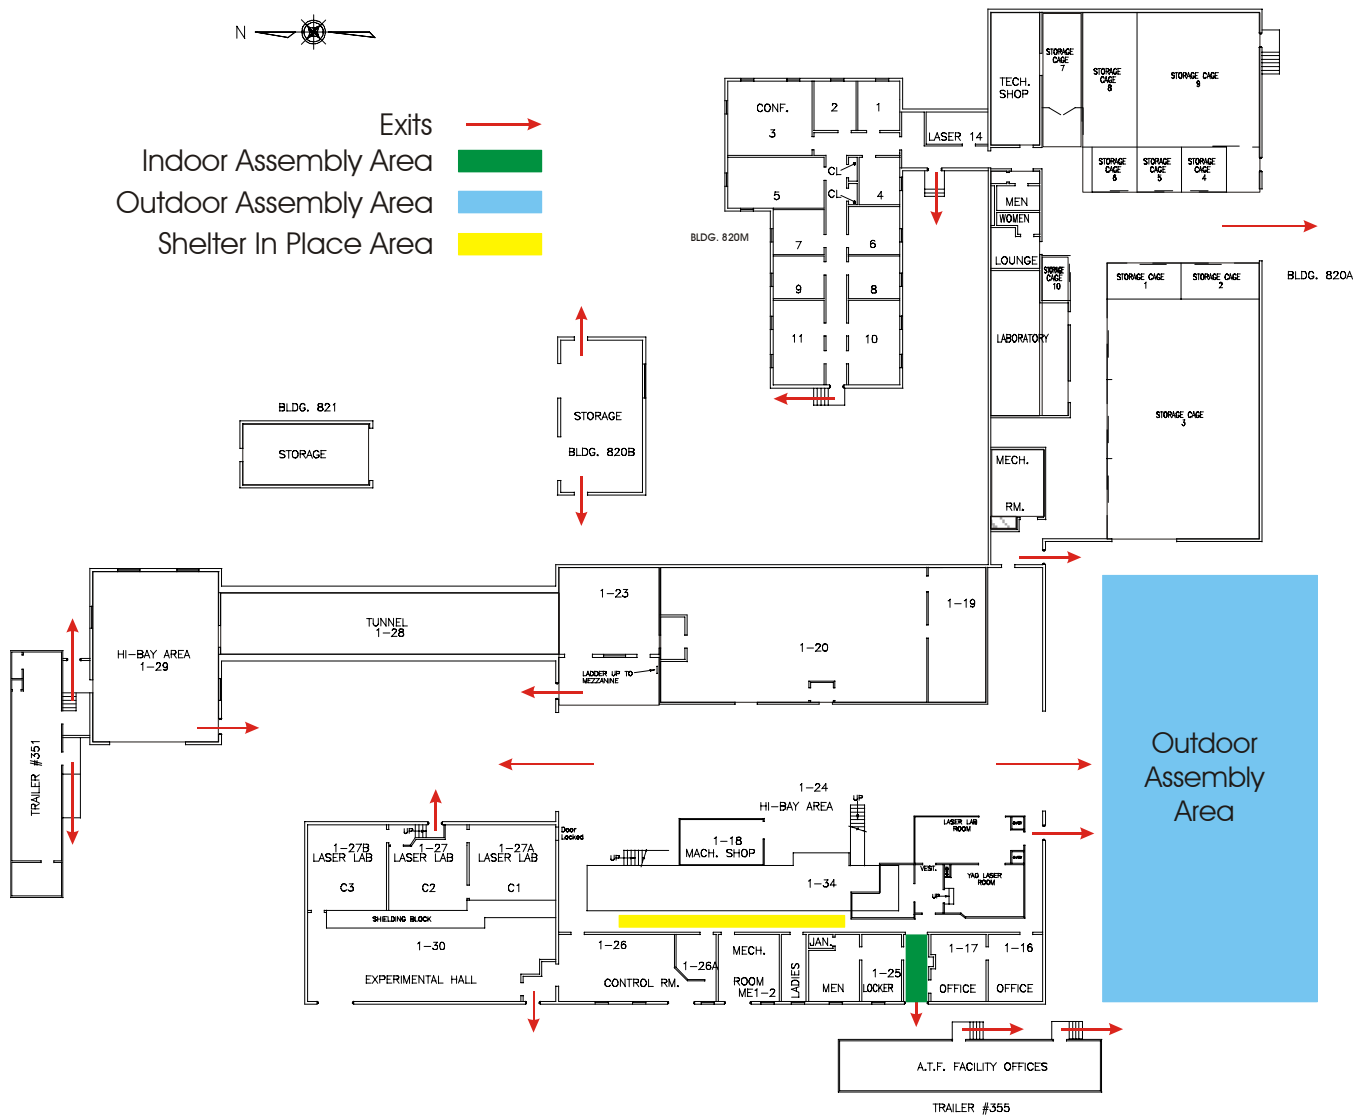 N
Exits
Indoor Assembly Area
Outdoor Assembly Area
Shelter In Place Area
TECH.
SHOP
STORAGE
CAGE
7
STORAGE
CAGE
8
STORAGE CAGE
9
CONF.
3
2
1
LASER 14
STORAGE
CAGE
6
STORAGE
CAGE
5
STORAGE
CAGE
4
CL
CL
5
4
MEN
WOMEN
LOUNGE
BLDG. 820M
7
6
9
8
11
10
STORAGE
CAGE
10
STORAGE CAGE
1
STORAGE CAGE
2
BLDG. 820A
LABORATORY
STORAGE CAGE
3
BLDG. 821
STORAGE
STORAGE
BLDG. 820B
MECH.
RM.
1-23
1-19
TUNNEL
1-28
HI-BAY AREA
1-29
1-20
LADDER UP TO
MEZZANINE
TRAILER #351
Outdoor
Assembly
Area
1-24
HI-BAY AREA
UP
UP
Door
Locked
1-27B
LASER LAB
C3
1-27
LASER LAB
C2
1-27A
LASER LAB
C1
UP
1-18
MACH. SHOP
LASER LAB
ROOM
VEST.
YAG LASER
ROOM
UP
1-34
SHIELDING BLOCK
1-30
EXPERIMENTAL HALL
1-26
CONTROL RM.
1-26A
MECH.
ROOM
ME1-2
LADIES
JAN.
MEN
1-25
LOCKER
1-17
OFFICE
1-16
OFFICE
A.T.F. FACILITY OFFICES
TRAILER #355